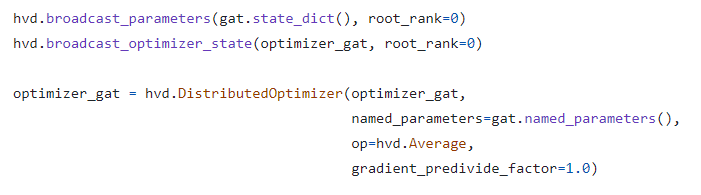 hvd.broadcast_parameters(gat.state_dict(), root_rank=0)
hvd.broadcast_optimizer_state(optimizer_gat, root_rank=0)
optimizer_gat = hvd.DistributedOptimizer(optimizer_gat,
named_parameters=gat.named_parameters(),
op=hvd.Average,
gradient_predivide_factor=1.0)